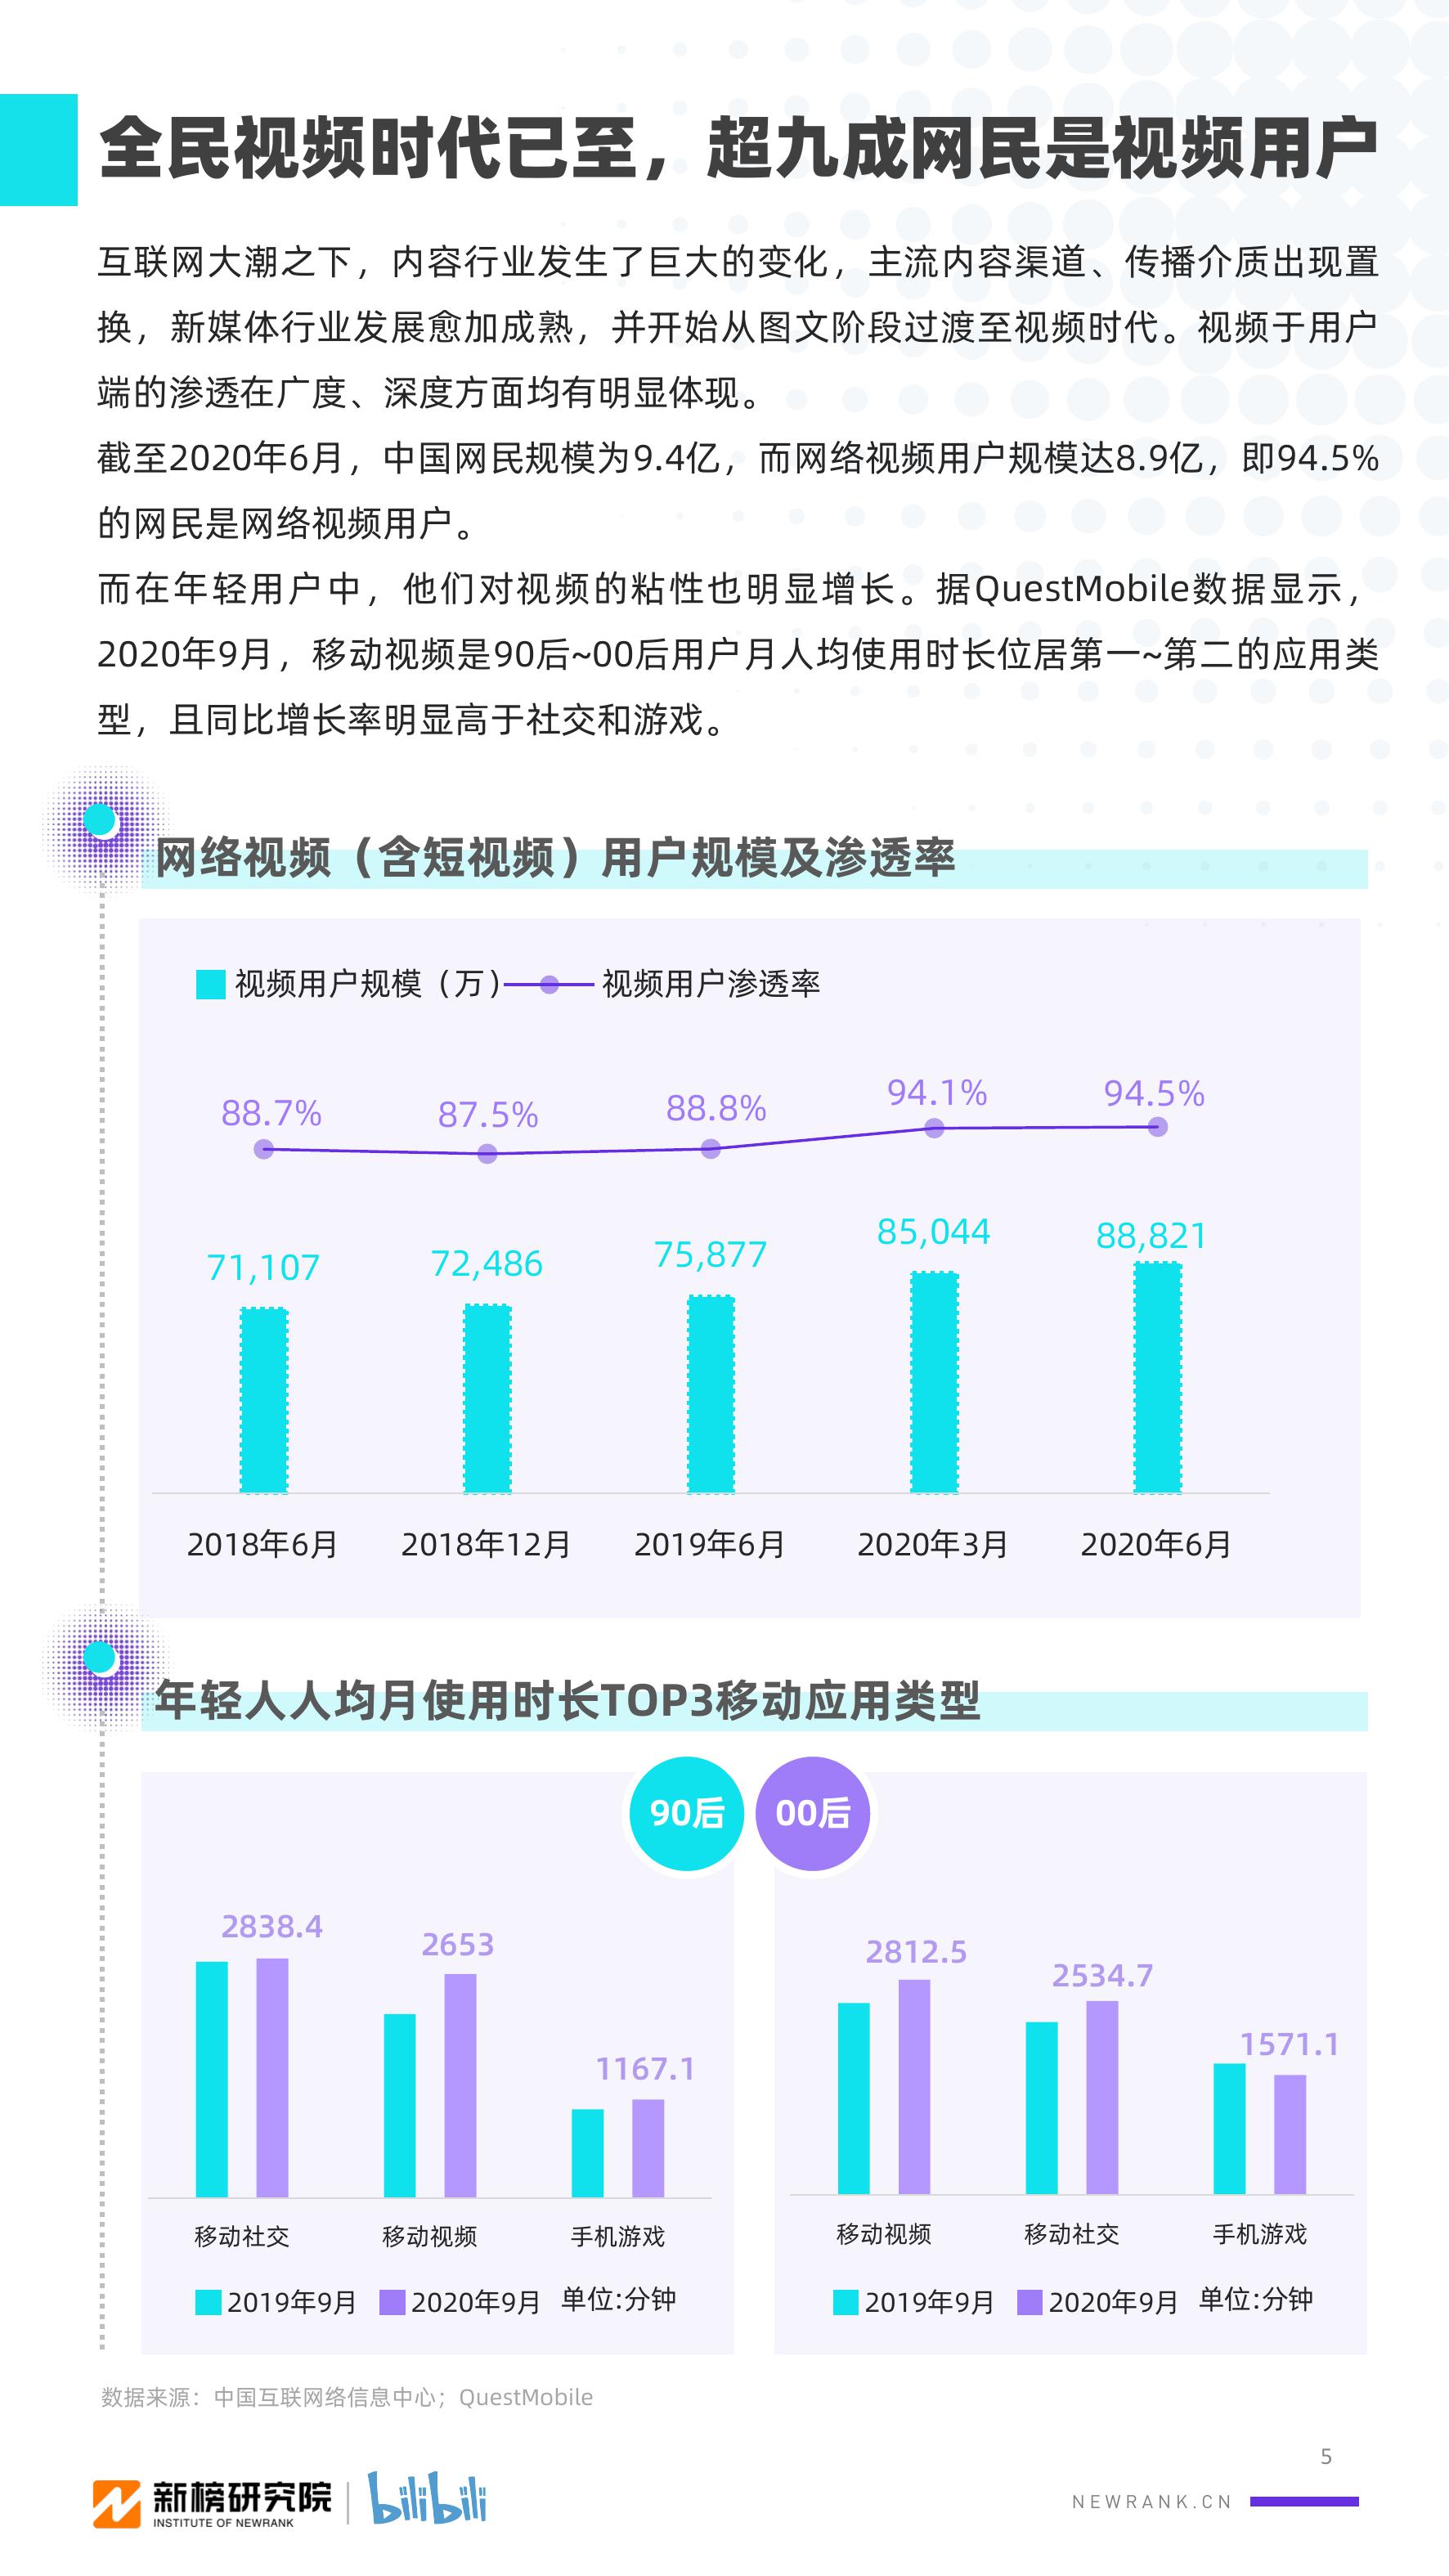 全民视频时代已至，超九成网民是视频用户
互联网大潮之下，内容行业发生了巨大的变化，主流内容渠道、传播介质出现置
换，新媒体行业发展愈加成熟，并开始从图文阶段过渡至视频时代。视频于用户
端的渗透在广度、深度方面均有明显体现。
截至2020年6月，中国网民规模为9.4亿，而网络视频用户规模达8.9亿，即94.5%
的网民是网络视频用户。
而在年轻用户中，他们对视频的粘性也明显增长。据QuestMobile数据显示，
2020年9月，移动视频是90后~00后用户月人均使用时长位居第一~第二的应用类
型，且同比增长率明显高于社交和游戏。
网络视频（含短视频）用户规模及渗透率
视频用户规模（万） 视频用户渗透率
88.7% 87.5% 88.8% 94.1% 94.5%
71,107 72,486 75,877 85,044 88,821
2018年6月 2018年12月 2019年6月 2020年3月 2020年6月
年轻人人均月使用时长TOP3移动应用类型
90后 00后
2838.4 2653 1167.1
移动社交 移动视频 手机游戏
2019年9月 2020年9月 单位:分钟
2812.5 2534.7 1571.1
移动视频 移动社交 手机游戏
2019年9月 2020年9月 单位:分钟
数据来源：中国互联网络信息中心；QuestMobile
5
新榜研究院
INSTITUTE OF NEWRANK
bilibili
NEWRANK.CN